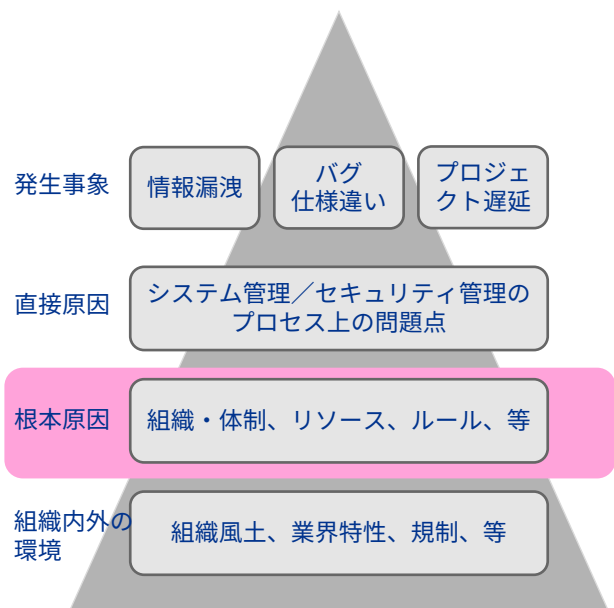 発生事象
情報漏洩
バグ
仕様違い
プロジェ
クト遅延
直接原因
システム管理／セキュリティ管理の
プロセス上の問題点
根本原因
組織・体制、リソース、ルール、等
組織内外の
環境
組織風土、業界特性、規制、等